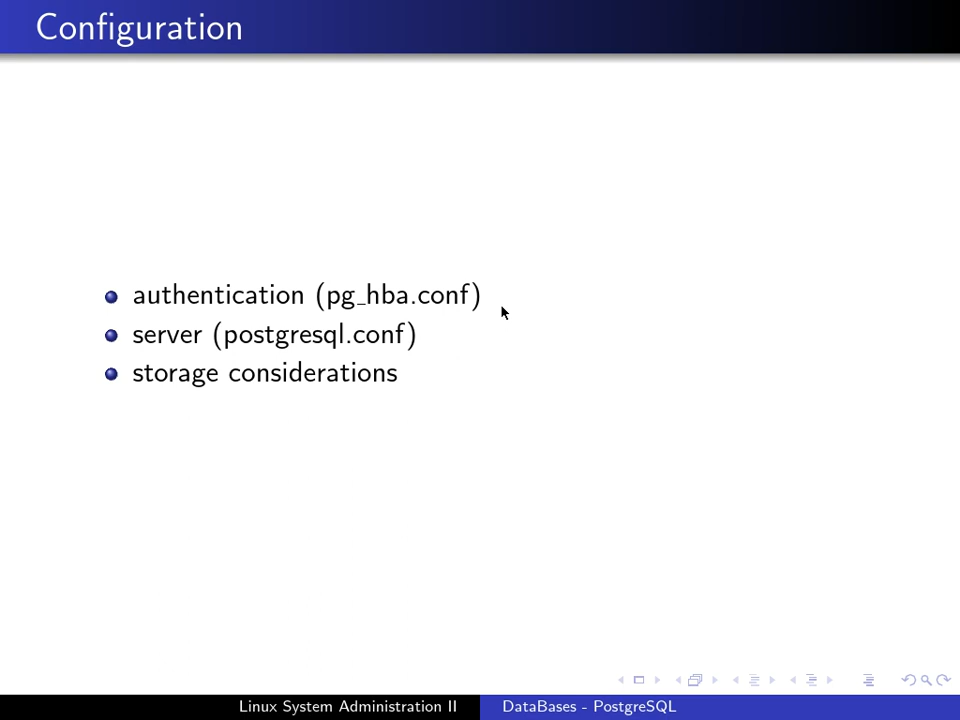 Configuration
authentication (pg_hba.conf)
server (postgresql.conf)
storage considerations
Linux System Administration II
DataBases - PostgreSQL